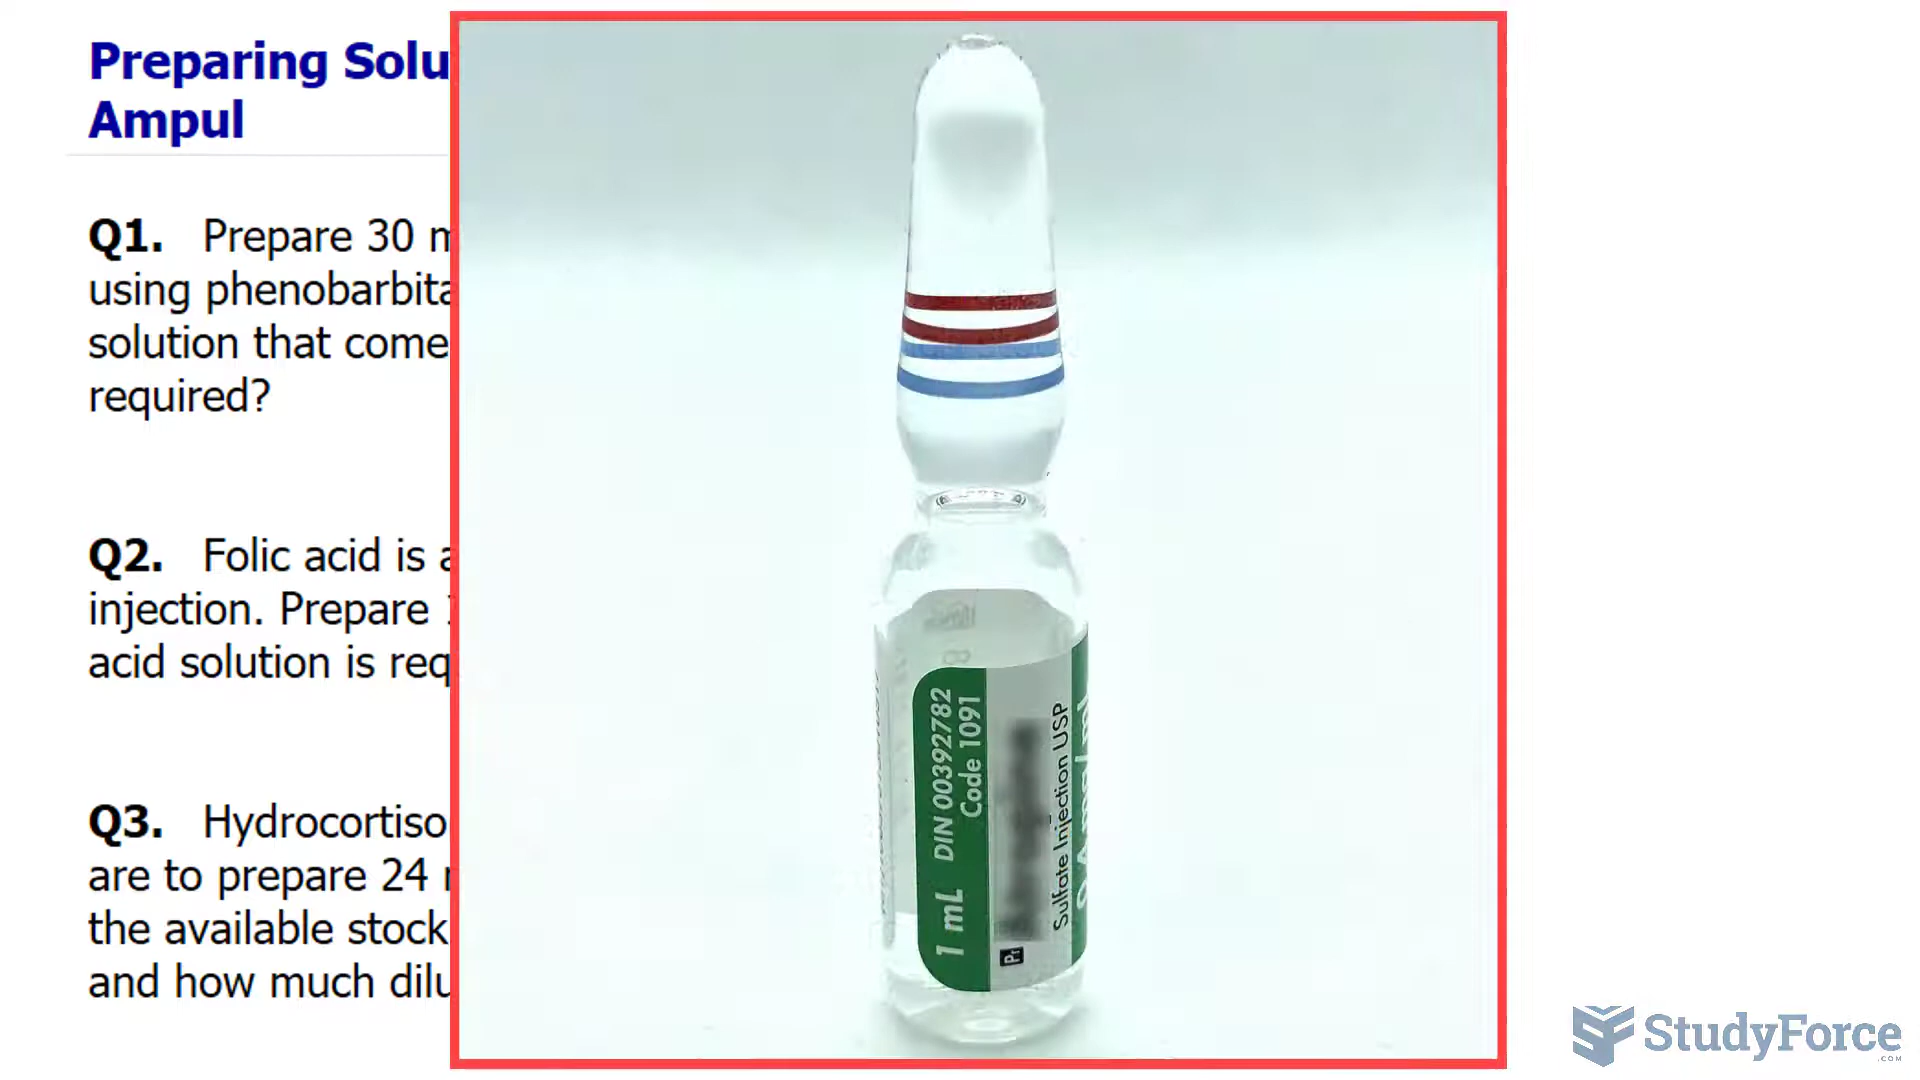 Preparing Solu
Ampul
Q1. Prepare 30 m
using phenobarbita
solution that come
required?
Q2. Folic acid is a
injection. Prepare
acid solution is req
Q3. Hydrocortiso
are to prepare 24
the available stock
and how much dilu
1 mL DIN 00392782
Code 1091
Pr
Sulfate Injection USP
StudyForce
.COM